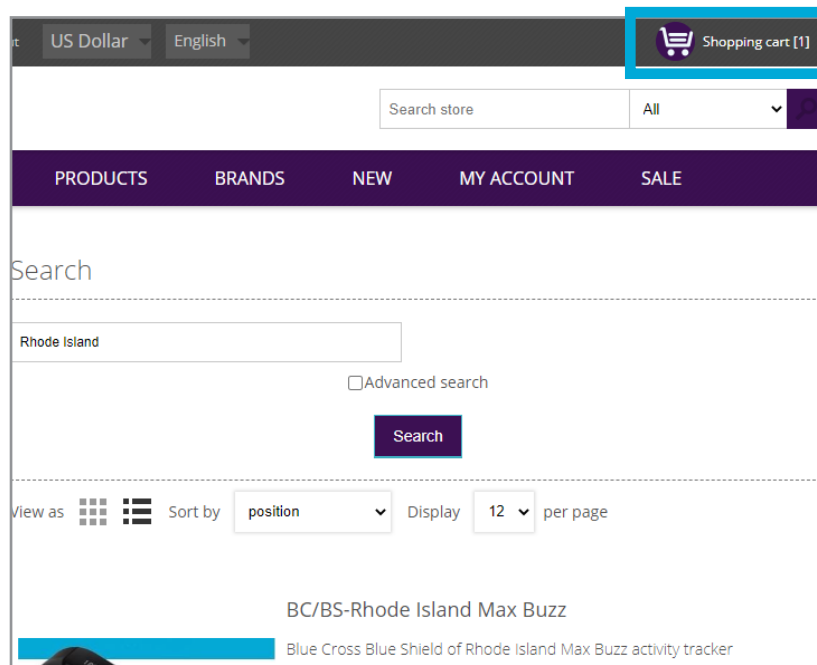 US Dollar English Shopping cart [1]
Search store All
PRODUCTS BRANDS NEW MY ACCOUNT SALE
Search
Rhode Island
Advanced search
Search
View as Sort by position Display 12 per page
BC/BS-Rhode Island Max Buzz
Blue Cross Blue Shield of Rhode Island Max Buzz activity tracker